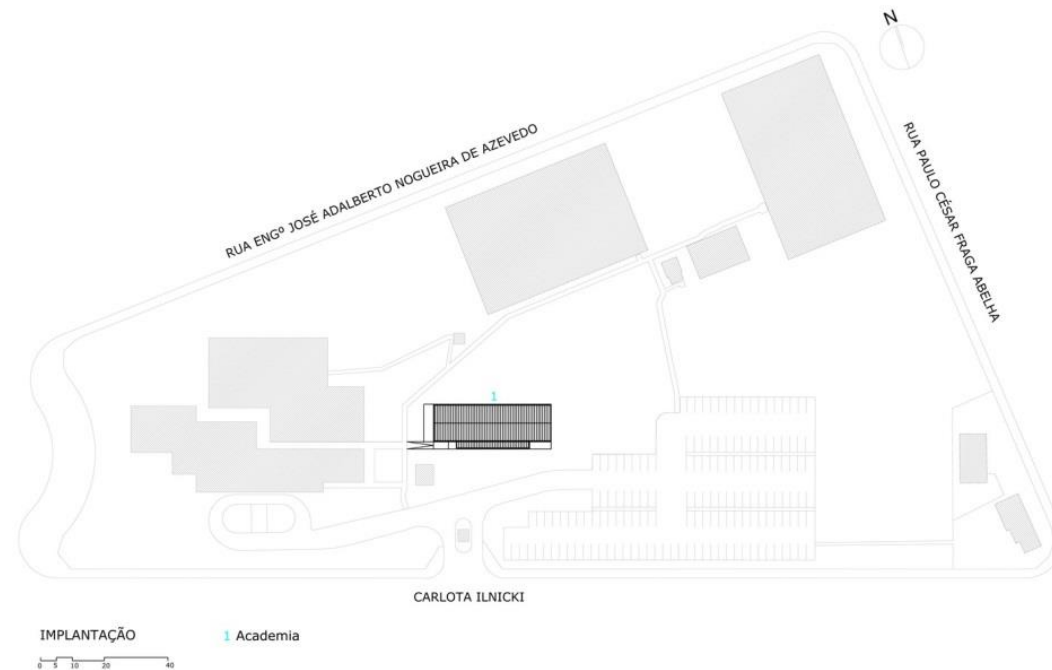 N
RUA ENGº JOSÉ ADALBERTO NOGUEIRA DE AZEVEDO
RUA PAULO CÉSAR FRAGA ABELHA
1
CARLOTA ILNICKI
IMPLANTAÇÃO
1 Academia
0 5 10 20 40